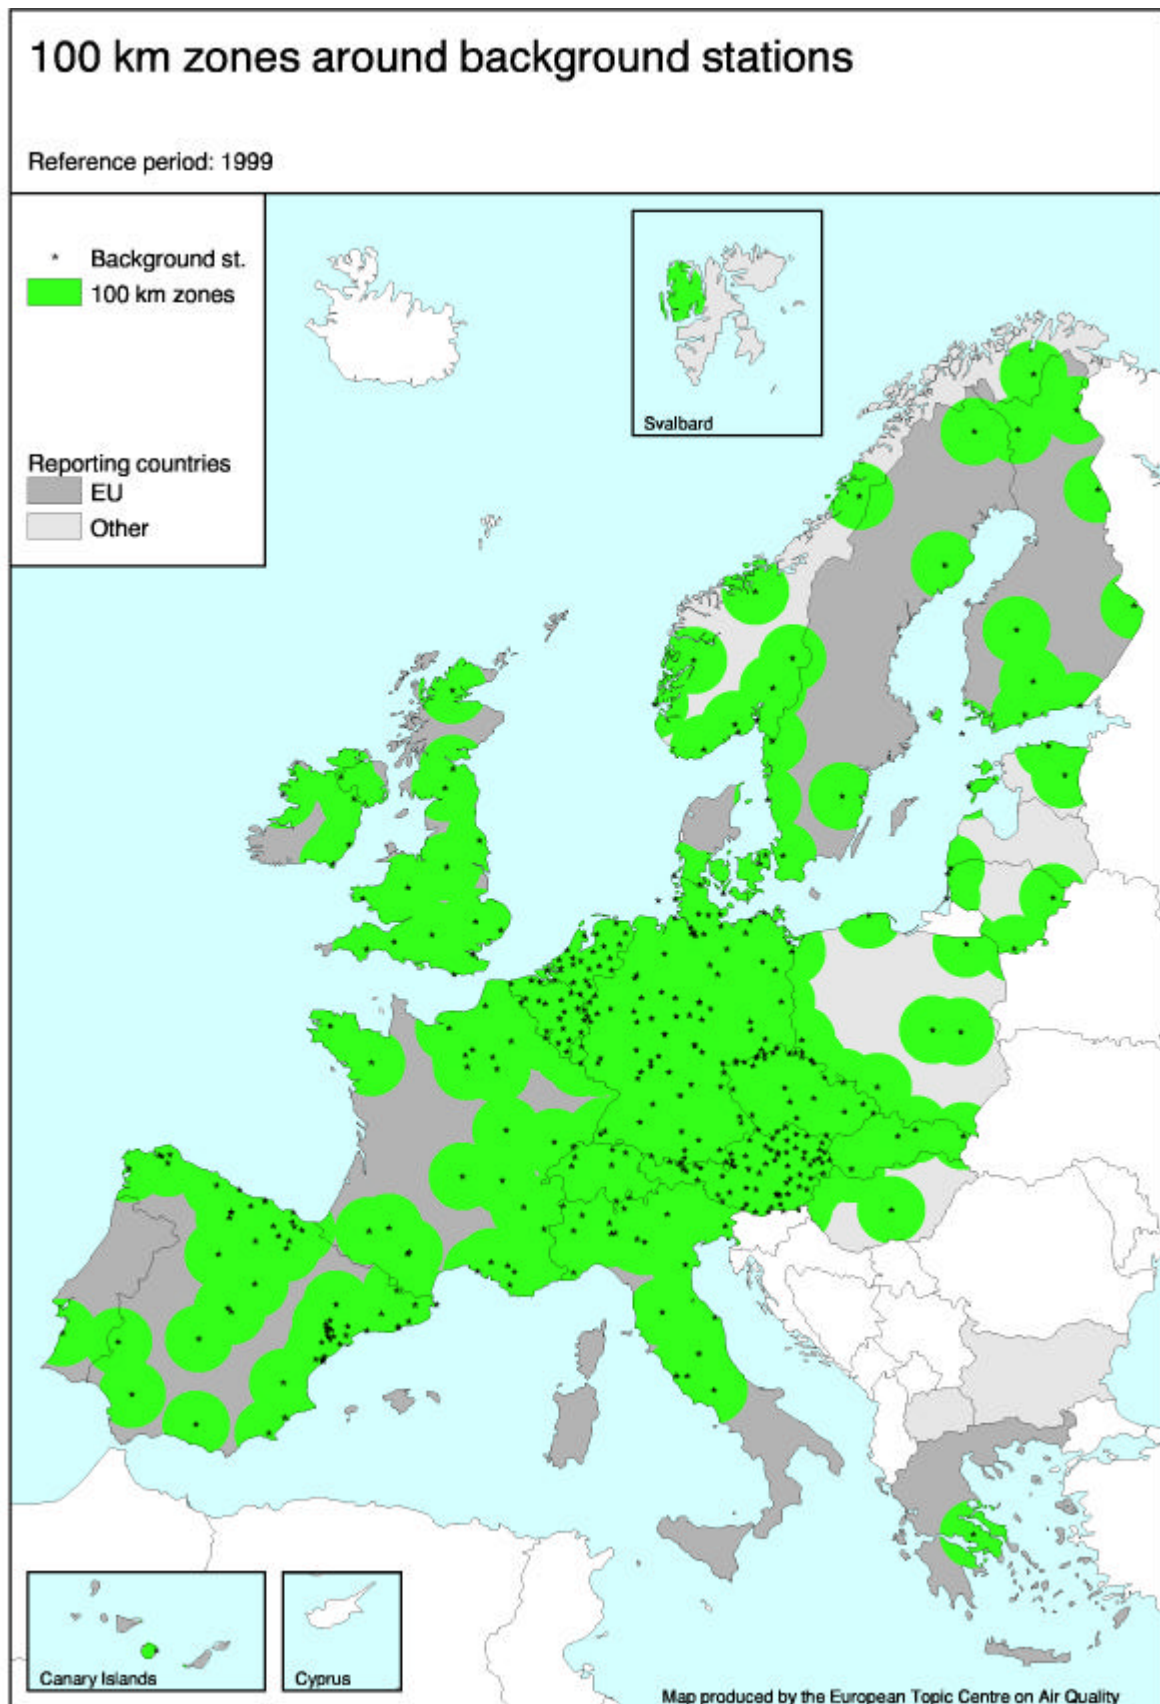 100 km zones around background stations
Reference period: 1999
Background st.
100 km zones
Reporting countries
EU
Other
Svalbard
Canary Islands
Cyprus
Map produced by the European Topic Centre on Air Quality